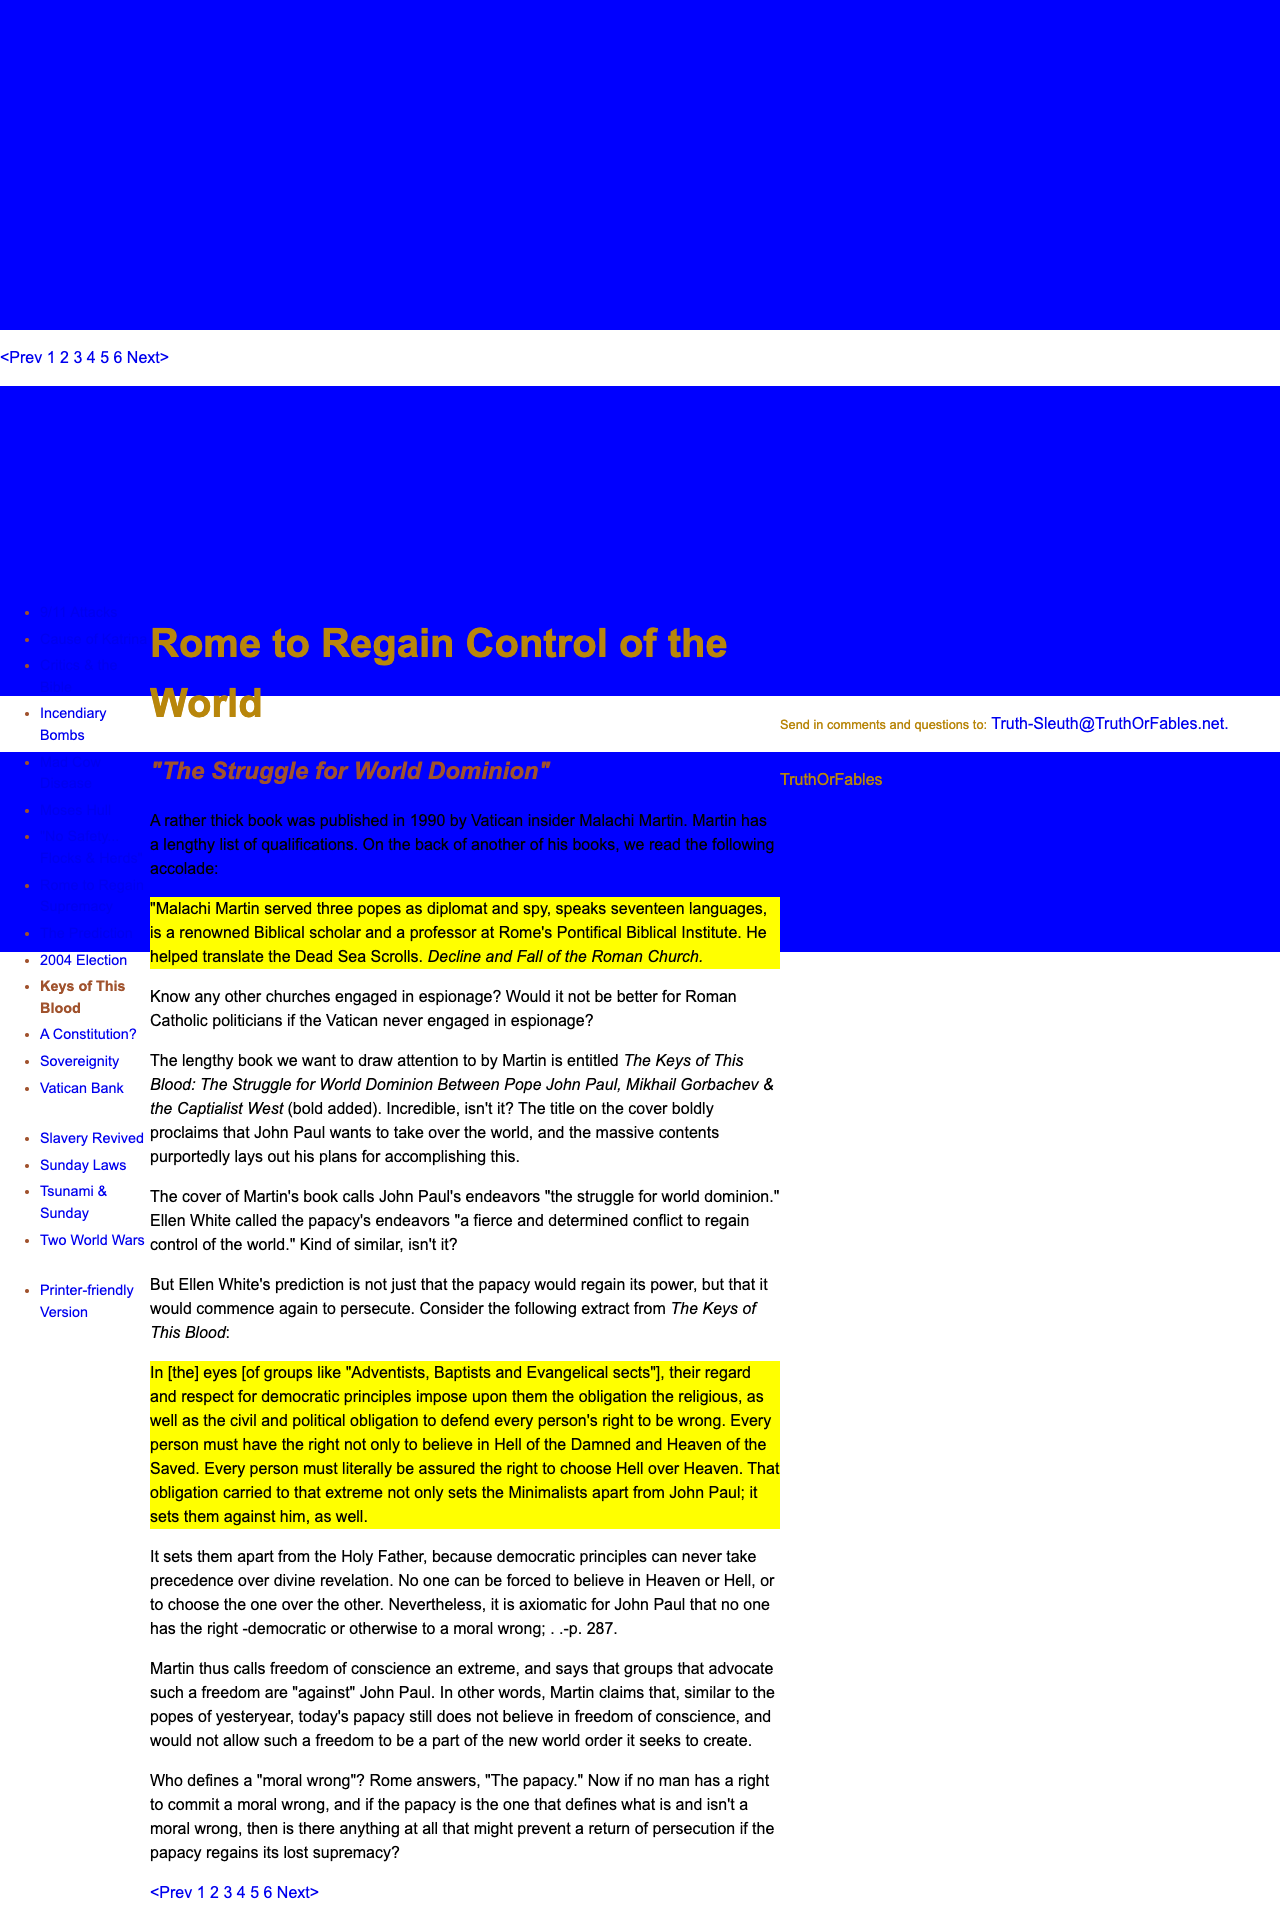 <Prev 1 2 3 4 5 6 Next>
Incendiary
Bombs
2004 Election
Keys of This
Blood
A Constitution?
Sovereignity
Vatican Bank
Slavery Revived
Sunday Laws
Tsunami &
Sunday
Two World Wars
Printer-friendly
Version
Rome to Regain Control of the
World
"The Struggle for World Dominion"
A rather thick book was published in 1990 by Vatican insider Malachi Martin. Martin has
a lengthy list of qualifications. On the back of another of his books, we read the following
accolade:
"Malachi Martin served three popes as diplomat and spy, speaks seventeen languages,
is a renowned Biblical scholar and a professor at Rome's Pontifical Biblical Institute. He
helped translate the Dead Sea Scrolls. Decline and Fall of the Roman Church.
Know any other churches engaged in espionage? Would it not be better for Roman
Catholic politicians if the Vatican never engaged in espionage?
The lengthy book we want to draw attention to by Martin is entitled The Keys of This
Blood: The Struggle for World Dominion Between Pope John Paul, Mikhail Gorbachev &
the Captialist West (bold added). Incredible, isn't it? The title on the cover boldly
proclaims that John Paul wants to take over the world, and the massive contents
purportedly lays out his plans for accomplishing this.
The cover of Martin's book calls John Paul's endeavors "the struggle for world dominion."
Ellen White called the papacy's endeavors "a fierce and determined conflict to regain
control of the world." Kind of similar, isn't it?
But Ellen White's prediction is not just that the papacy would regain its power, but that it
would commence again to persecute. Consider the following extract from The Keys of
This Blood:
In [the] eyes [of groups like "Adventists, Baptists and Evangelical sects"], their regard
and respect for democratic principles impose upon them the obligation the religious, as
well as the civil and political obligation to defend every person's right to be wrong. Every
person must have the right not only to believe in Hell of the Damned and Heaven of the
Saved. Every person must literally be assured the right to choose Hell over Heaven. That
obligation carried to that extreme not only sets the Minimalists apart from John Paul; it
sets them against him, as well.
It sets them apart from the Holy Father, because democratic principles can never take
precedence over divine revelation. No one can be forced to believe in Heaven or Hell, or
to choose the one over the other. Nevertheless, it is axiomatic for John Paul that no one
has the right -democratic or otherwise to a moral wrong; . .-p. 287.
Martin thus calls freedom of conscience an extreme, and says that groups that advocate
such a freedom are "against" John Paul. In other words, Martin claims that, similar to the
popes of yesteryear, today's papacy still does not believe in freedom of conscience, and
would not allow such a freedom to be a part of the new world order it seeks to create.
Who defines a "moral wrong"? Rome answers, "The papacy." Now if no man has a right
to commit a moral wrong, and if the papacy is the one that defines what is and isn't a
moral wrong, then is there anything at all that might prevent a return of persecution if the
papacy regains its lost supremacy?
<Prev 1 2 3 4 5 6 Next>
Send in comments and questions to: Truth-Sleuth@TruthOrFables.net.
TruthOrFables